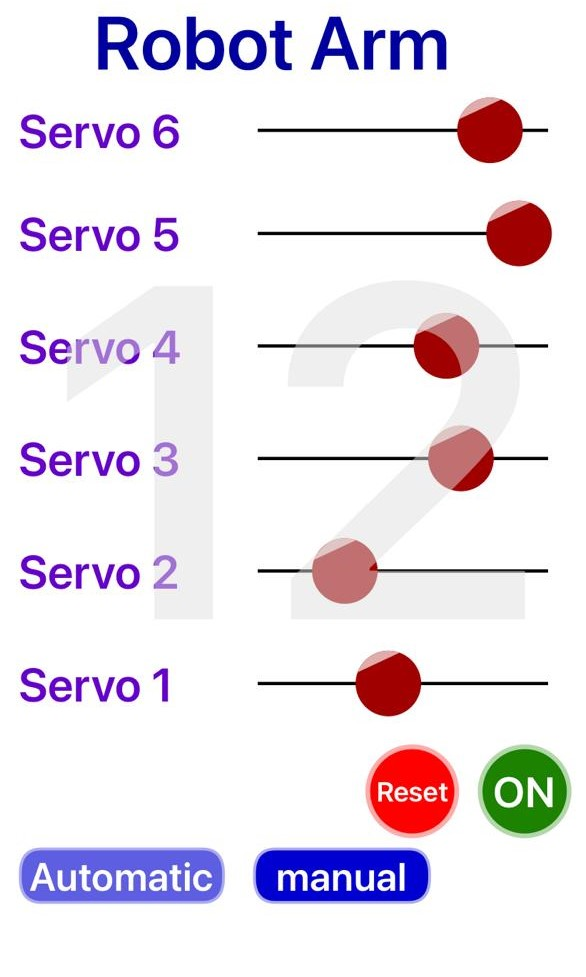 Robot Arm
Servo 6
Servo 5
Servo 4
Servo 3
Servo 2
Servo 1
12
Reset ON
Automatic manual